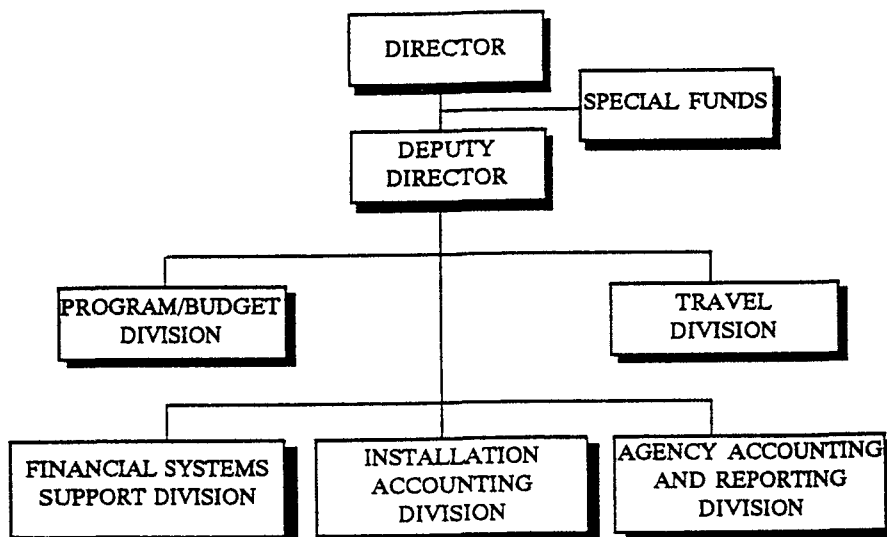 DIRECTOR
SPECIAL FUNDS
DEPUTY
DIRECTOR
PROGRAM/BUDGET
DIVISION
TRAVEL
DIVISION
FINANCIAL SYSTEMS
SUPPORT DIVISION
INSTALLATION
ACCOUNTING
DIVISION
AGENCY ACCOUNTING
AND REPORTING
DIVISION